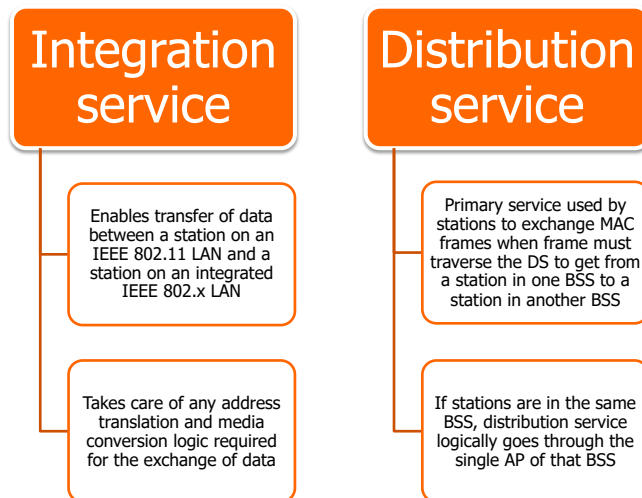 Integration
service
Enables transfer of data
between a station on an
IEEE 802.11 LAN and a
station on an integrated
IEEE 802.x LAN
Takes care of any address
translation and media
conversion logic required
for the exchange of data
Distribution
service
Primary service used by
stations to exchange MAC
frames when frame must
traverse the DS to get from
a station in one BSS to a
station in another BSS
If stations are in the same
BSS, distribution service
logically goes through the
single AP of that BSS